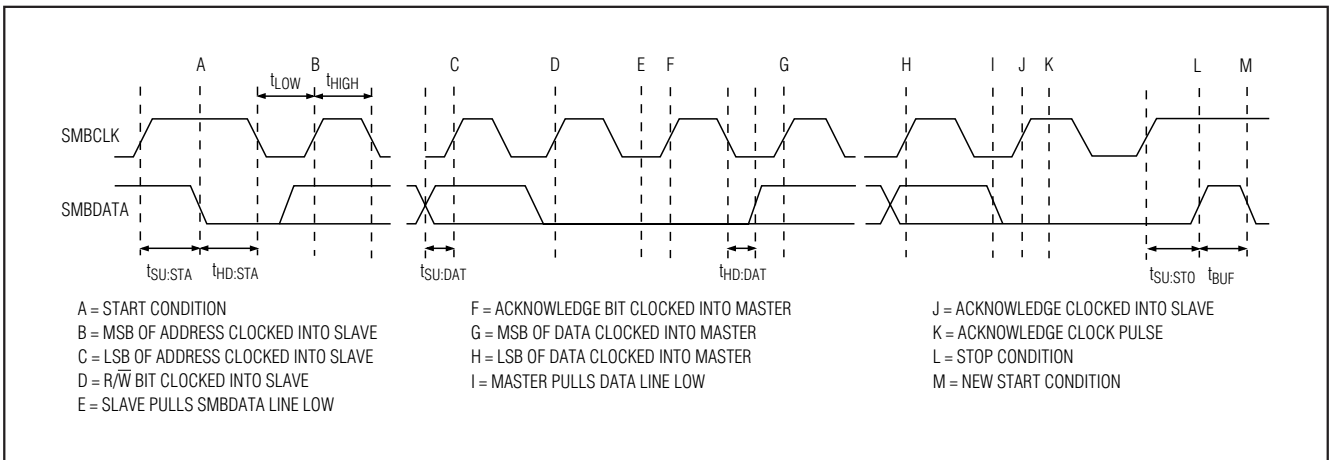 A B C D E F G H I J K L M
tLOW tHIGH
SMBCLK
SMBDATA
tSU:STA tHD:STA tSU:DAT tHD:DAT tSU:STO tBUF
A = START CONDITION
B = MSB OF ADDRESS CLOCKED INTO SLAVE
C = LSB OF ADDRESS CLOCKED INTO SLAVE
D = R/W̅ BIT CLOCKED INTO SLAVE
E = SLAVE PULLS SMBDATA LINE LOW
F = ACKNOWLEDGE BIT CLOCKED INTO MASTER
G = MSB OF DATA CLOCKED INTO MASTER
H = LSB OF DATA CLOCKED INTO MASTER
I = MASTER PULLS DATA LINE LOW
J = ACKNOWLEDGE CLOCKED INTO SLAVE
K = ACKNOWLEDGE CLOCK PULSE
L = STOP CONDITION
M = NEW START CONDITION